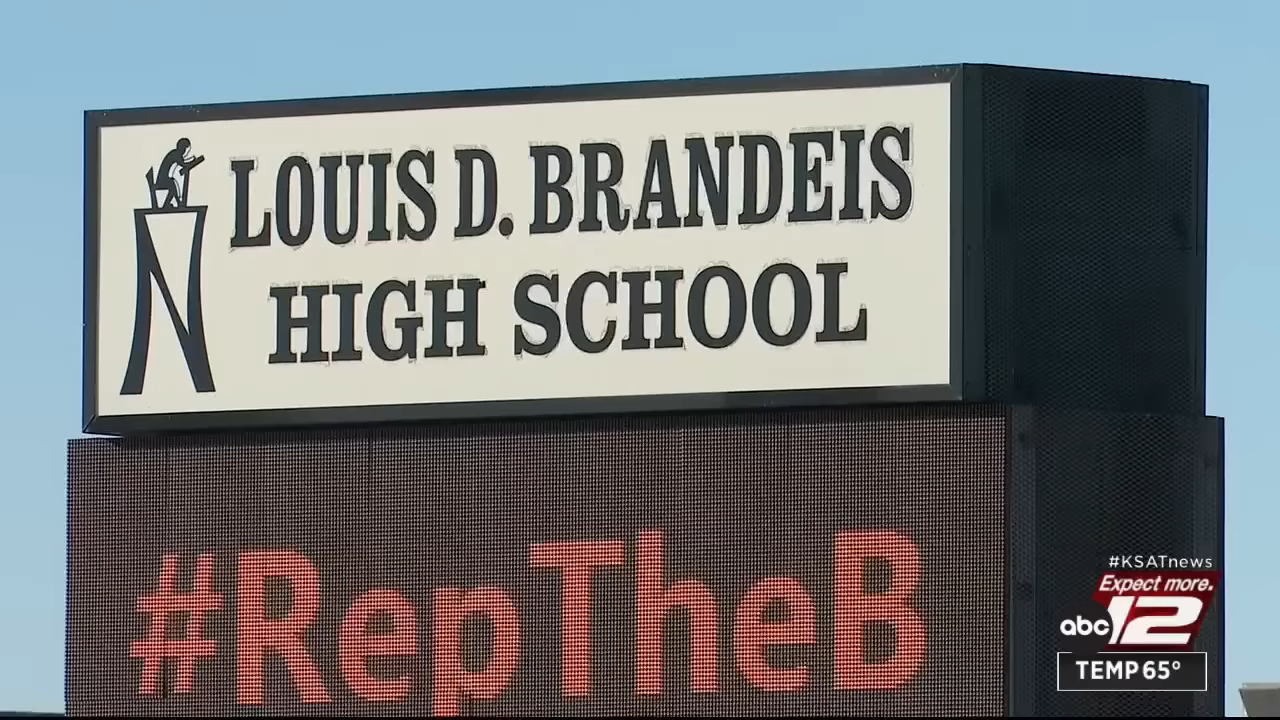 LOUIS D. BRANDEIS
HIGH SCHOOL
N
#RepTheB
#KSATnews
Expect more.
abc 12
TEMP 65°